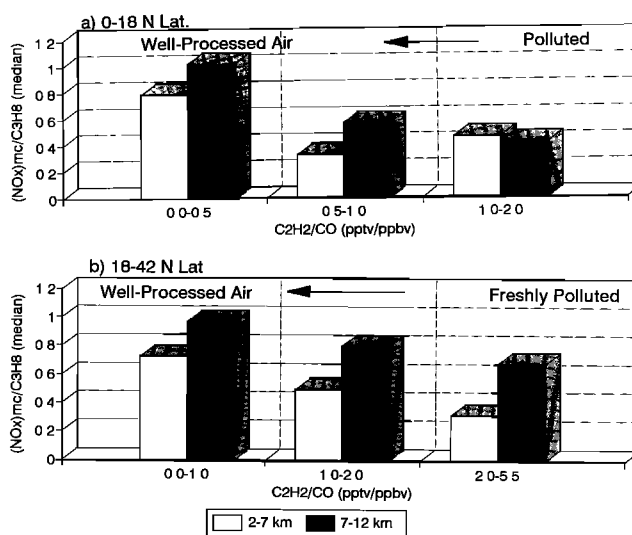 a) 0-18 N Lat.
Well-Processed Air
Polluted
(NOx)mc/C3H8 (median)
1 2
1
0 8
0 6
0 4
0 2
0
0 0-0 5
0 5-1 0
1 0-2 0
C2H2/CO (pptv/ppbv)
b) 18-42 N Lat
Well-Processed Air
Freshly Polluted
(NOx)mc/C3H8 (median)
1 2
1
0 8
0 6
0 4
0 2
0
0 0-1 0
1 0-2 0
2 0-5 5
C2H2/CO (pptv/ppbv)
2-7 km
7-12 km